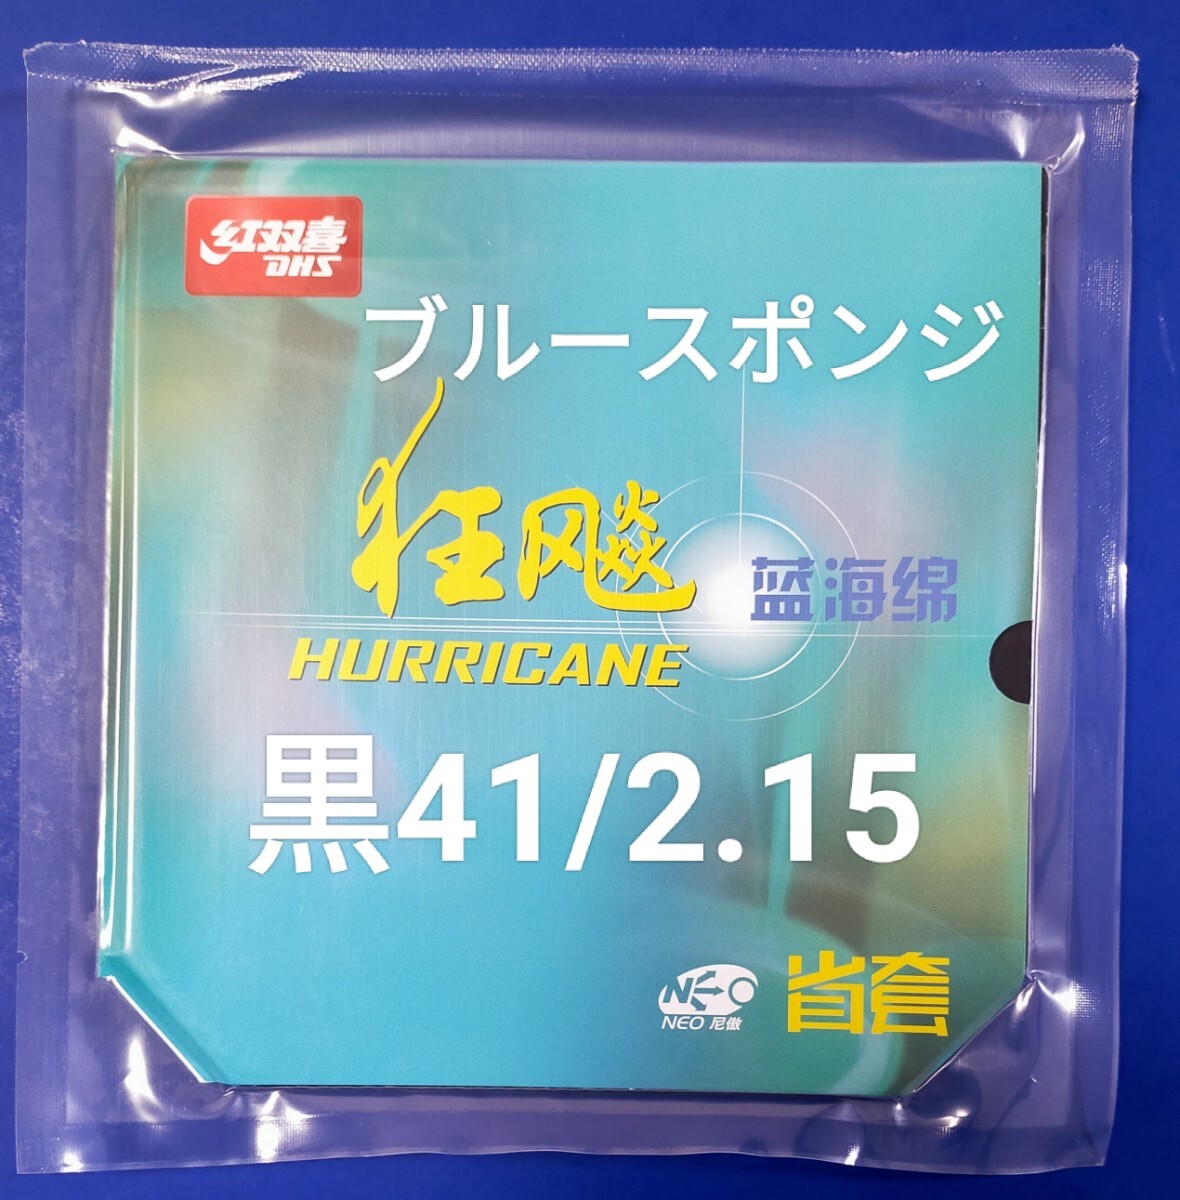 红双喜
DHS
ブルースポンジ
狂飚
蓝海绵
HURRICANE
黒41/2.15
NEO
NEO 尼傲
省套